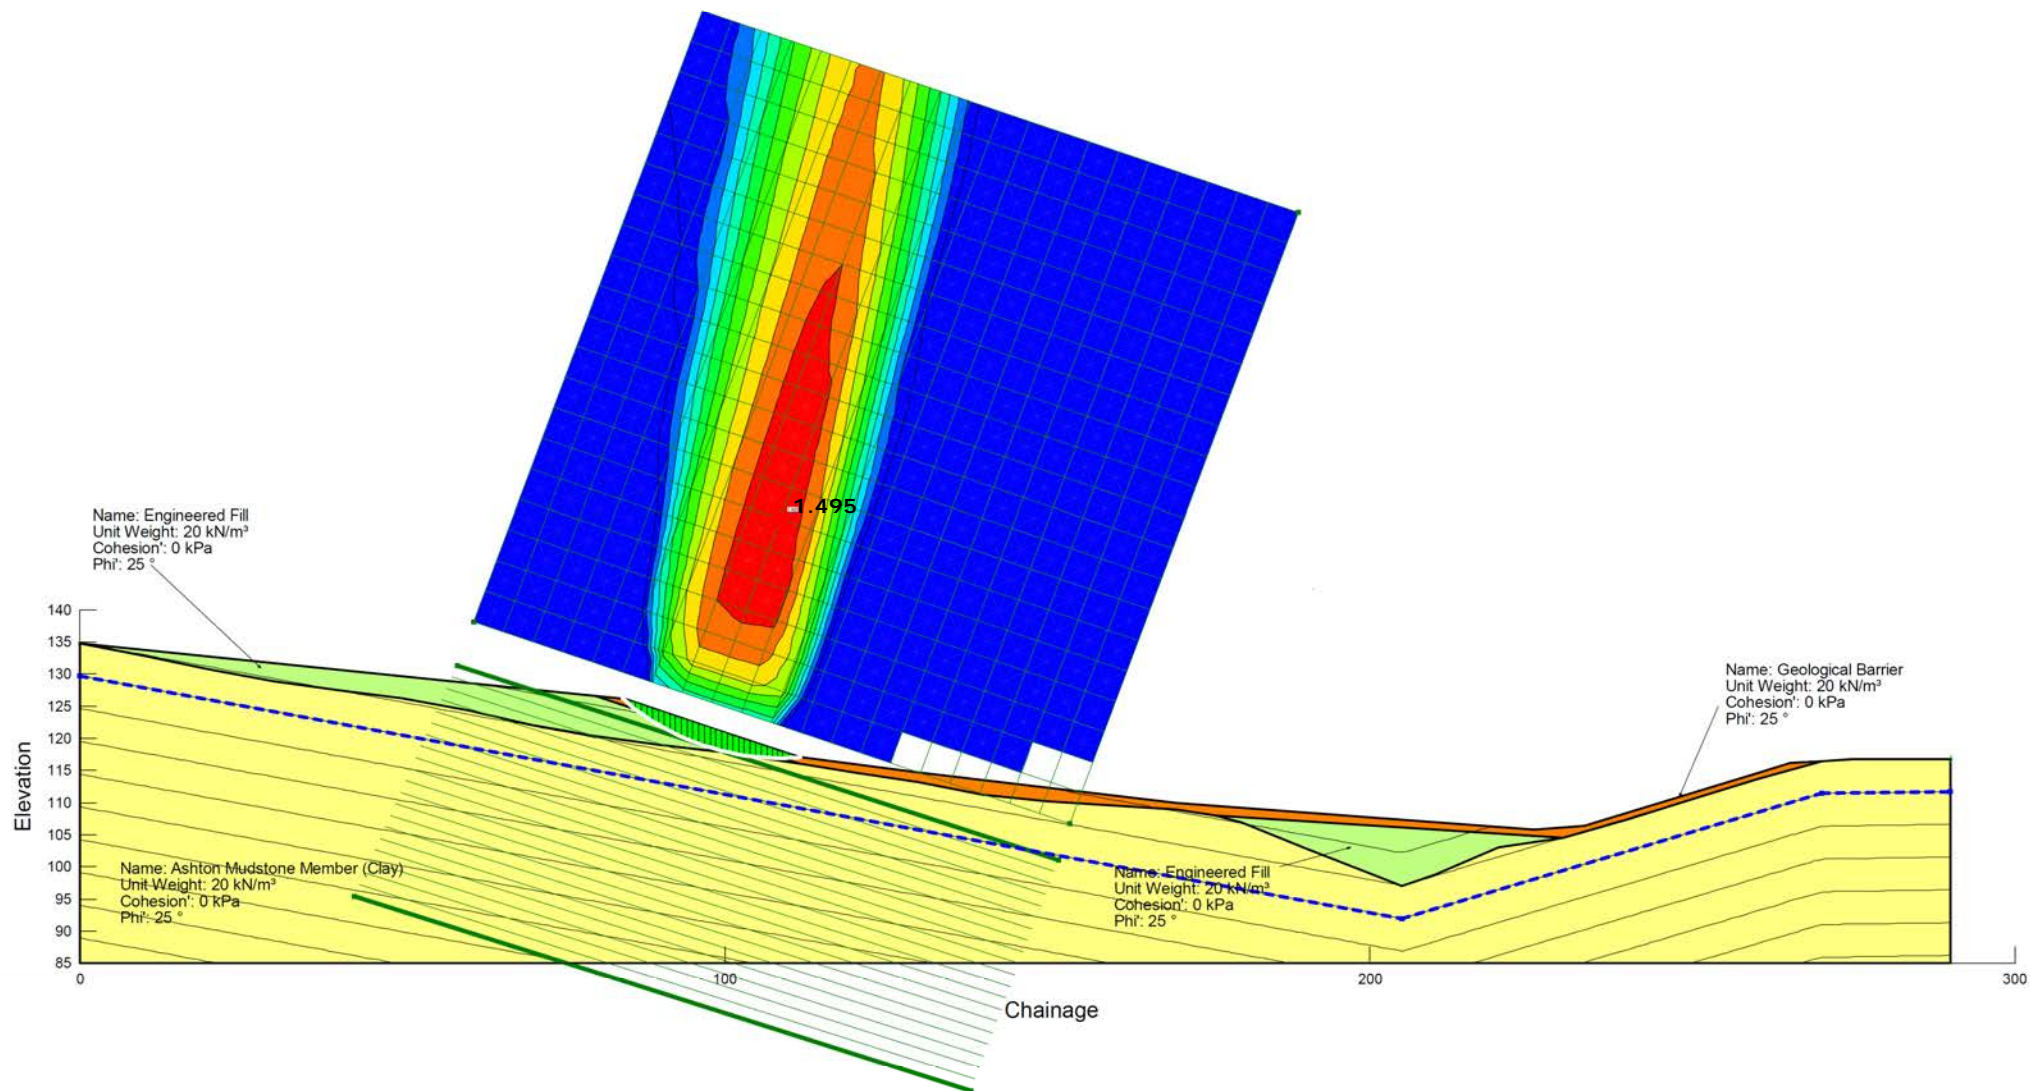 1.495
Name: Engineered Fill
Unit Weight: 20 kN/m³
Cohesion': 0 kPa
Phi': 25 °
Name: Geological Barrier
Unit Weight: 20 kN/m³
Cohesion': 0 kPa
Phi': 25 °
Name: Ashton Mudstone Member (Clay)
Unit Weight: 20 kN/m³
Cohesion': 0 kPa
Phi': 25 °
Name: Engineered Fill
Unit Weight: 20 kN/m³
Cohesion': 0 kPa
Phi': 25 °
Elevation
140
135
130
125
120
115
110
105
100
95
90
85
0
100
200
300
Chainage